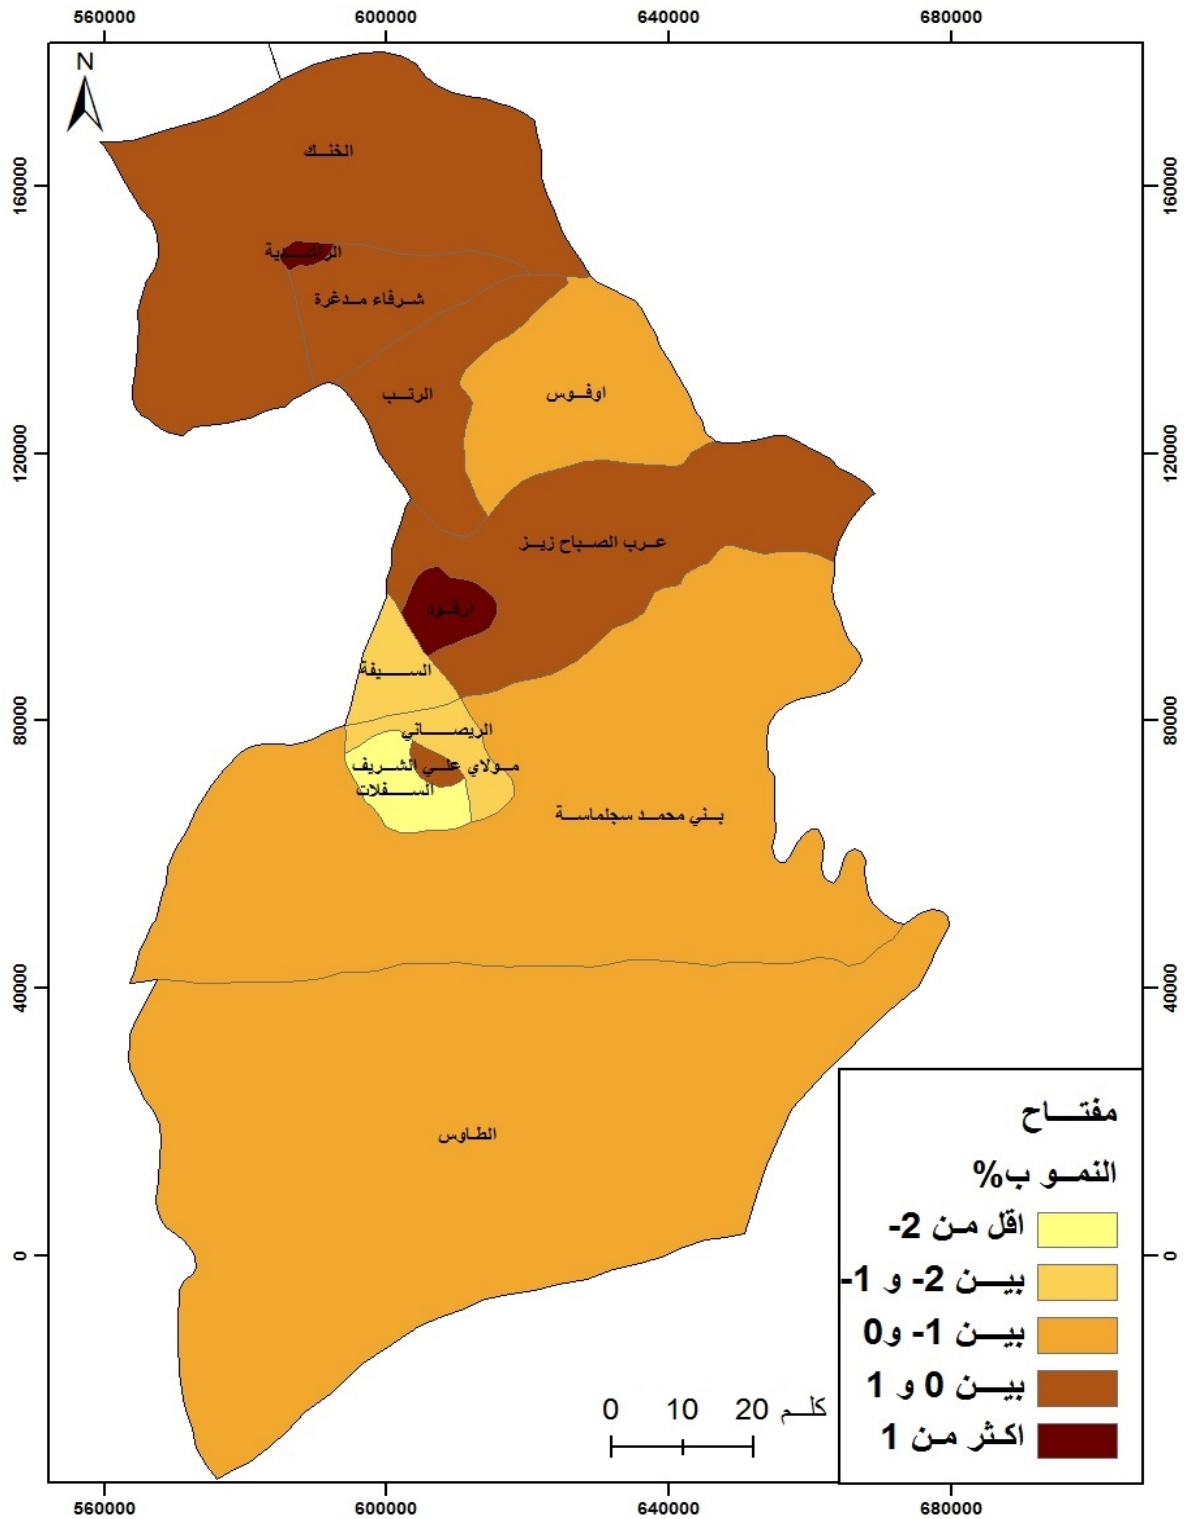 560000 600000 640000 680000
N
الخنك
160000 160000
الراشدية
شرفاء مدغرة
الرتب
اوفوس
120000 120000
عرب الصباح زيز
ارفود
السيفة
80000 80000
الريصاني
مولاي علي الشريف
السفلات
بني محمد سجلماسة
40000 40000
الطاوس
مفتاح
النمو ب%
اقل من 2-
بين 2- و 1-
بين 1- و0
بين 0 و 1
اكثر من 1
0 0
0 10 20 كلم
560000 600000 640000 680000